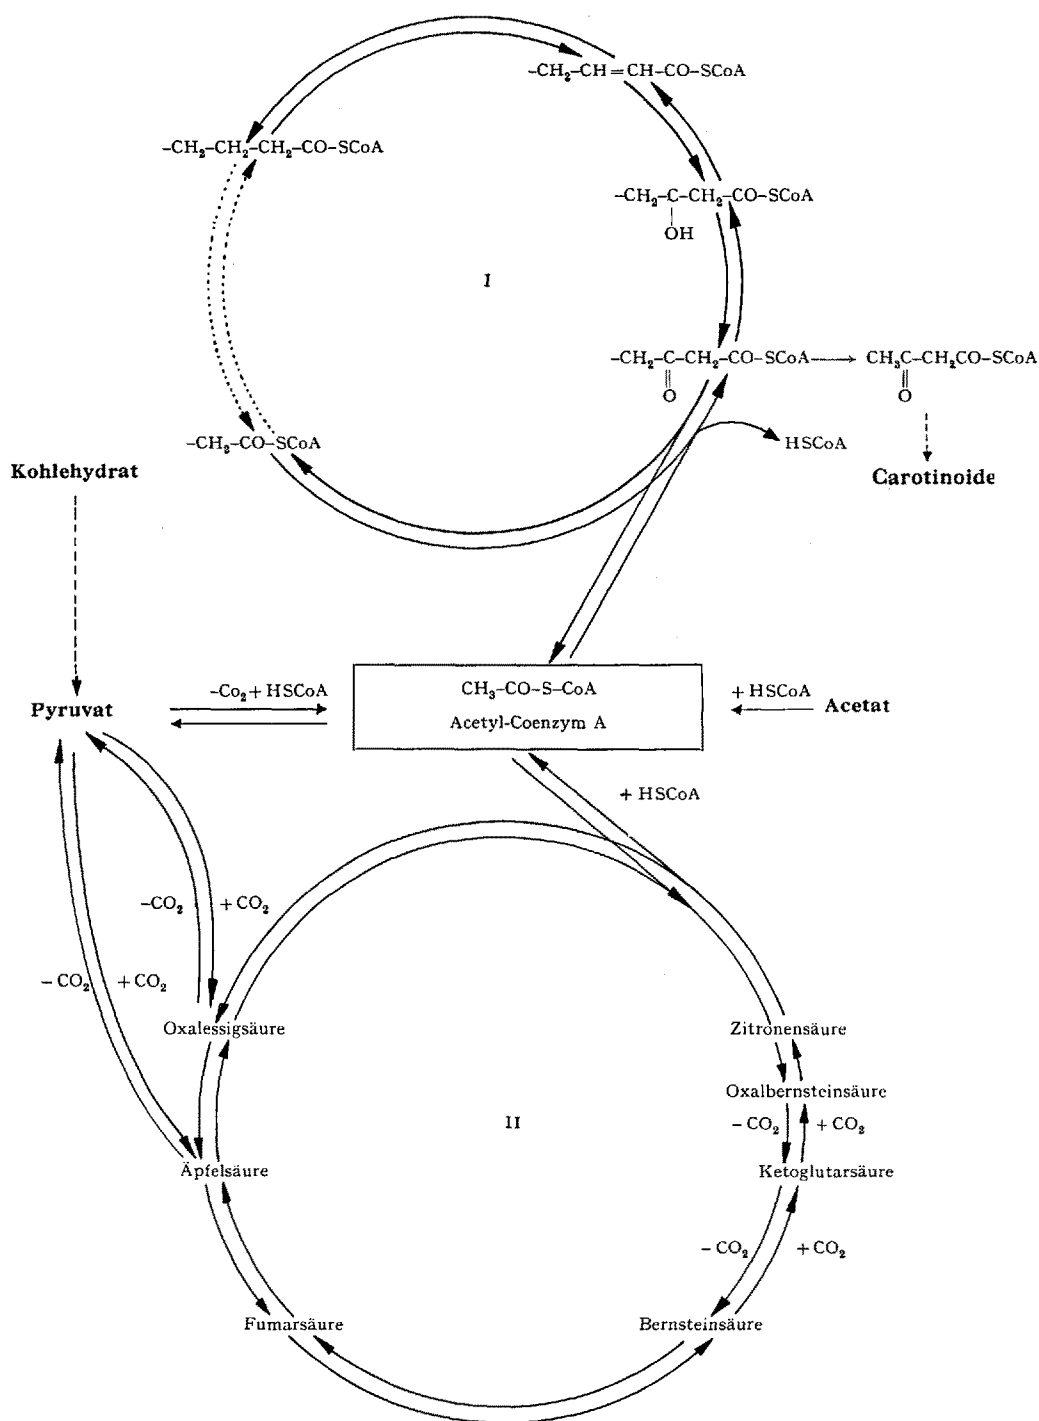 -CH₂-CH=CH-CO-SCoA
-CH₂-CH₂-CH₂-CO-SCoA
-CH₂-C-CH₂-CO-SCoA
OH
I
-CH₂-C-CH₂-CO-SCoA
O
CH₃C-CH₂CO-SCoA
O
-CH₂-CO-SCoA
HSCoA
Kohlehydrat
Carotinoide
CH₃-CO-S-CoA
Acetyl-Coenzym A
-Co₂+HSCoA
+HSCoA
Pyruvat
Acetat
+ HSCoA
-CO₂
+CO₂
-CO₂
+CO₂
Oxalessigsäure
Zitronensäure
Oxalbernsteinsäure
-CO₂
+CO₂
II
Äpfelsäure
Ketoglutarsäure
-CO₂
+CO₂
Fumarsäure
Bernsteinsäure